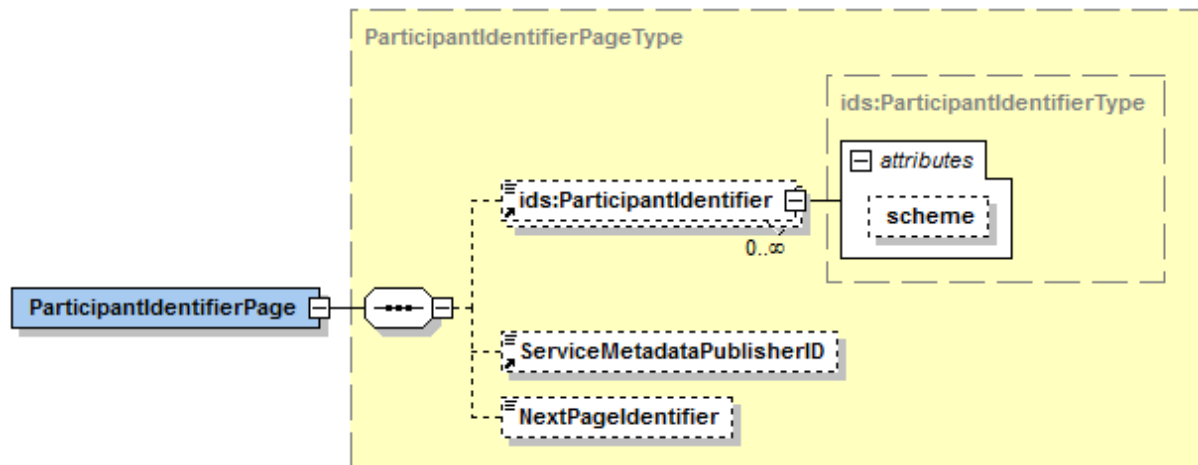 ParticipantIdentifierPageType
ids:ParticipantIdentifierType
attributes
ids:ParticipantIdentifier
scheme
0..∞
ParticipantIdentifierPage
ServiceMetadataPublisherID
NextPageIdentifier